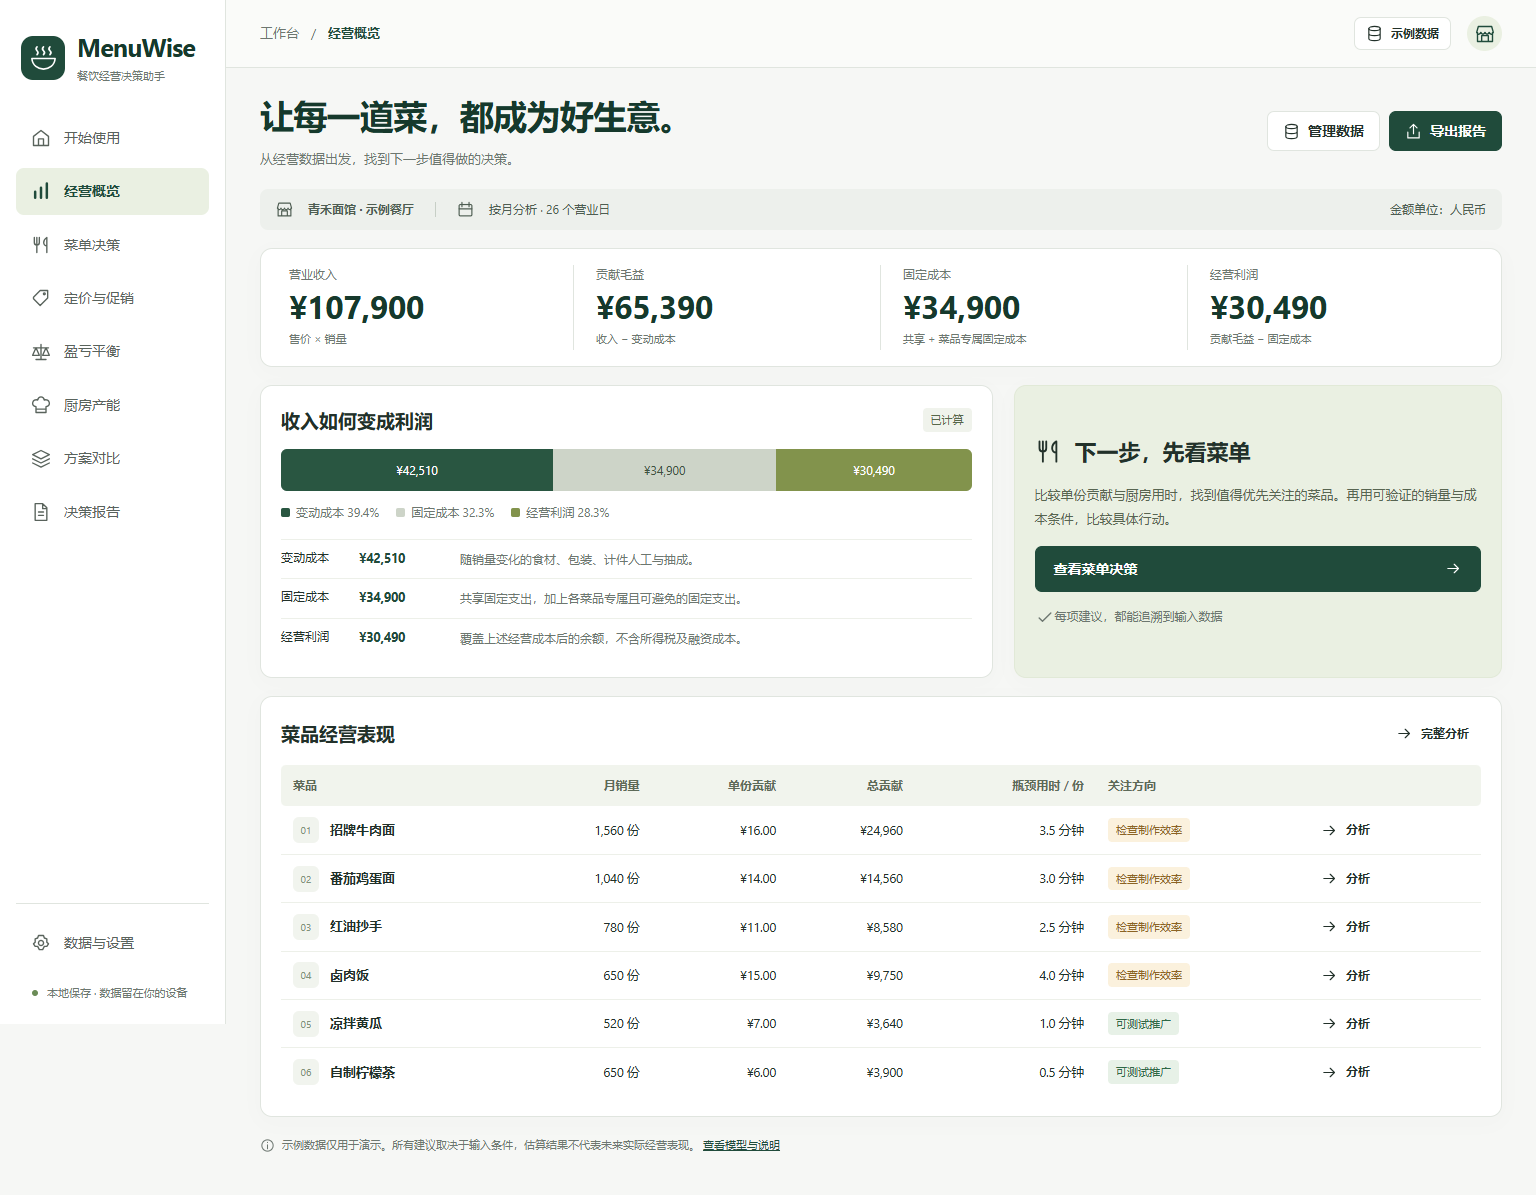 MenuWise
餐饮经营决策助手
开始使用
经营概览
菜单决策
定价与促销
盈亏平衡
厨房产能
方案对比
决策报告
数据与设置
本地保存 · 数据留在你的设备
工作台 / 经营概览
示例数据
让每一道菜，都成为好生意。
从经营数据出发，找到下一步值得做的决策。
管理数据
导出报告
青禾面馆 · 示例餐厅
按月分析 · 26 个营业日
金额单位：人民币
营业收入
¥107,900
售价 × 销量
贡献毛益
¥65,390
收入 − 变动成本
固定成本
¥34,900
共享 + 菜品专属固定成本
经营利润
¥30,490
贡献毛益 − 固定成本
收入如何变成利润
已计算
¥42,510 ¥34,900 ¥30,490
变动成本 39.4% 固定成本 32.3% 经营利润 28.3%
变动成本 ¥42,510 随销量变化的食材、包装、计件人工与抽成。
固定成本 ¥34,900 共享固定支出，加上各菜品专属且可避免的固定支出。
经营利润 ¥30,490 覆盖上述经营成本后的余额，不含所得税及融资成本。
下一步，先看菜单
比较单份贡献与厨房用时，找到值得优先关注的菜品。再用可验证的销量与成
本条件，比较具体行动。
查看菜单决策
每项建议，都能追溯到输入数据
菜品经营表现
完整分析
菜品 月销量 单份贡献 总贡献 瓶颈用时 / 份 关注方向
01 招牌牛肉面 1,560 份 ¥16.00 ¥24,960 3.5 分钟 检查制作效率 分析
02 番茄鸡蛋面 1,040 份 ¥14.00 ¥14,560 3.0 分钟 检查制作效率 分析
03 红油抄手 780 份 ¥11.00 ¥8,580 2.5 分钟 检查制作效率 分析
04 卤肉饭 650 份 ¥15.00 ¥9,750 4.0 分钟 检查制作效率 分析
05 凉拌黄瓜 520 份 ¥7.00 ¥3,640 1.0 分钟 可测试推广 分析
06 自制柠檬茶 650 份 ¥6.00 ¥3,900 0.5 分钟 可测试推广 分析
示例数据仅用于演示。所有建议取决于输入条件，估算结果不代表未来实际经营表现。 查看模型与说明